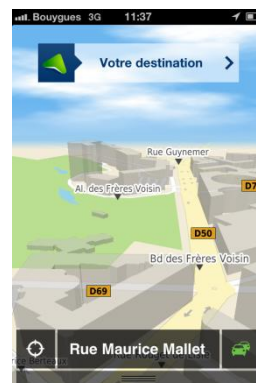 Bouygues 3G 11:37
Votre destination
Rue Guynemer
Al. des Frères Voisin
D7
D50
Bd des Frères Voisin
D69
Rue Maurice Mallet